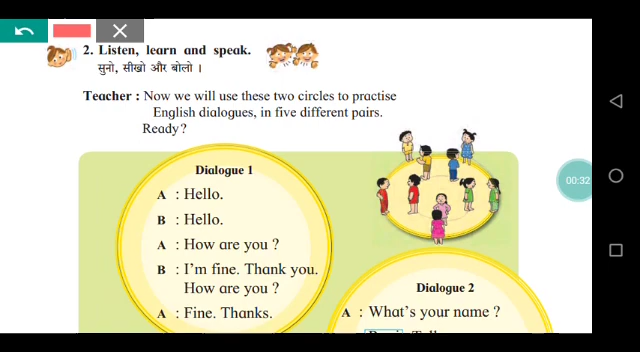 2. Listen, learn and speak.
सुनो, सीखो और बोलो ।
Teacher : Now we will use these two circles to practise
English dialogues, in five different pairs.
Ready?
Dialogue 1
A : Hello.
B : Hello.
A : How are you ?
B : I'm fine. Thank you.
How are you ?
A : Fine. Thanks.
Dialogue 2
A : What's your name ?
00:32